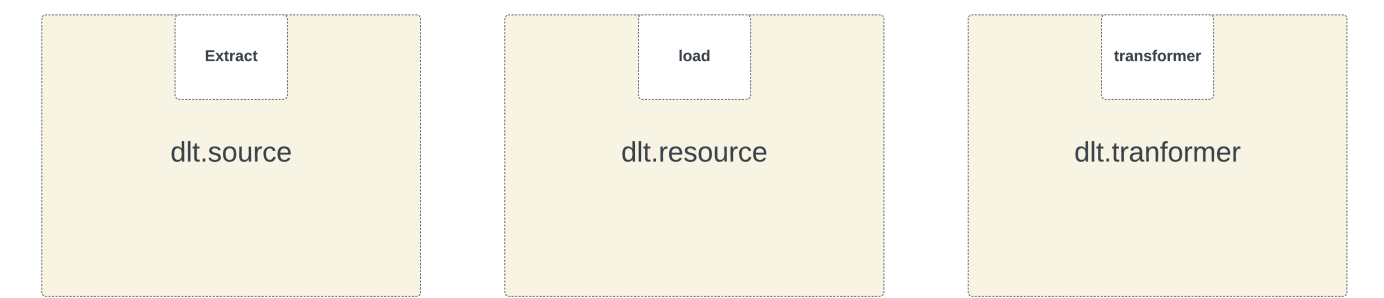 Extract
dlt.source
load
dlt.resource
transformer
dlt.tranformer